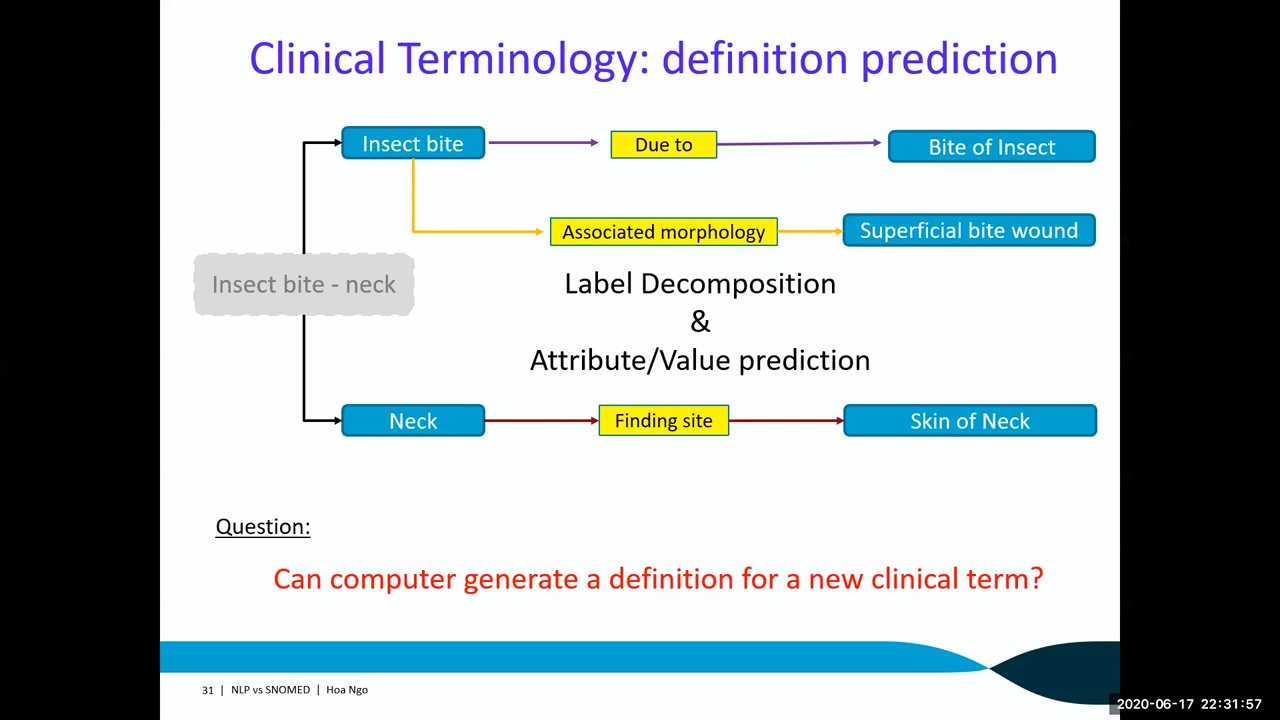 Clinical Terminology: definition prediction
Insect bite
Due to
Bite of Insect
Associated morphology
Superficial bite wound
Insect bite - neck
Label Decomposition
&
Attribute/Value prediction
Neck
Finding site
Skin of Neck
Question:
Can computer generate a definition for a new clinical term?
31 | NLP vs SNOMED | Hoa Ngo
2020-06-17 22:31:57